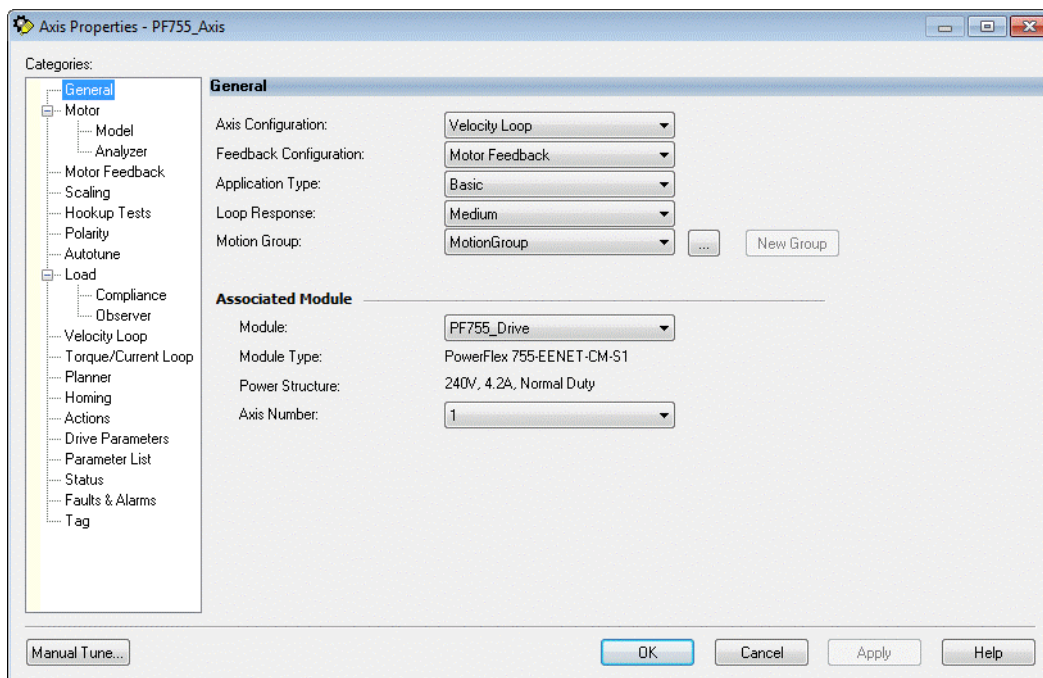 Axis Properties - PF755_Axis
Categories:
General
Motor
Model
Analyzer
Motor Feedback
Scaling
Hookup Tests
Polarity
Autotune
Load
Compliance
Observer
Velocity Loop
Torque/Current Loop
Planner
Homing
Actions
Drive Parameters
Parameter List
Status
Faults & Alarms
Tag
General
Axis Configuration: Velocity Loop
Feedback Configuration: Motor Feedback
Application Type: Basic
Loop Response: Medium
Motion Group: MotionGroup ... New Group
Associated Module
Module: PF755_Drive
Module Type: PowerFlex 755-EENET-CM-S1
Power Structure: 240V, 4.2A, Normal Duty
Axis Number: 1
Manual Tune... OK Cancel Apply Help